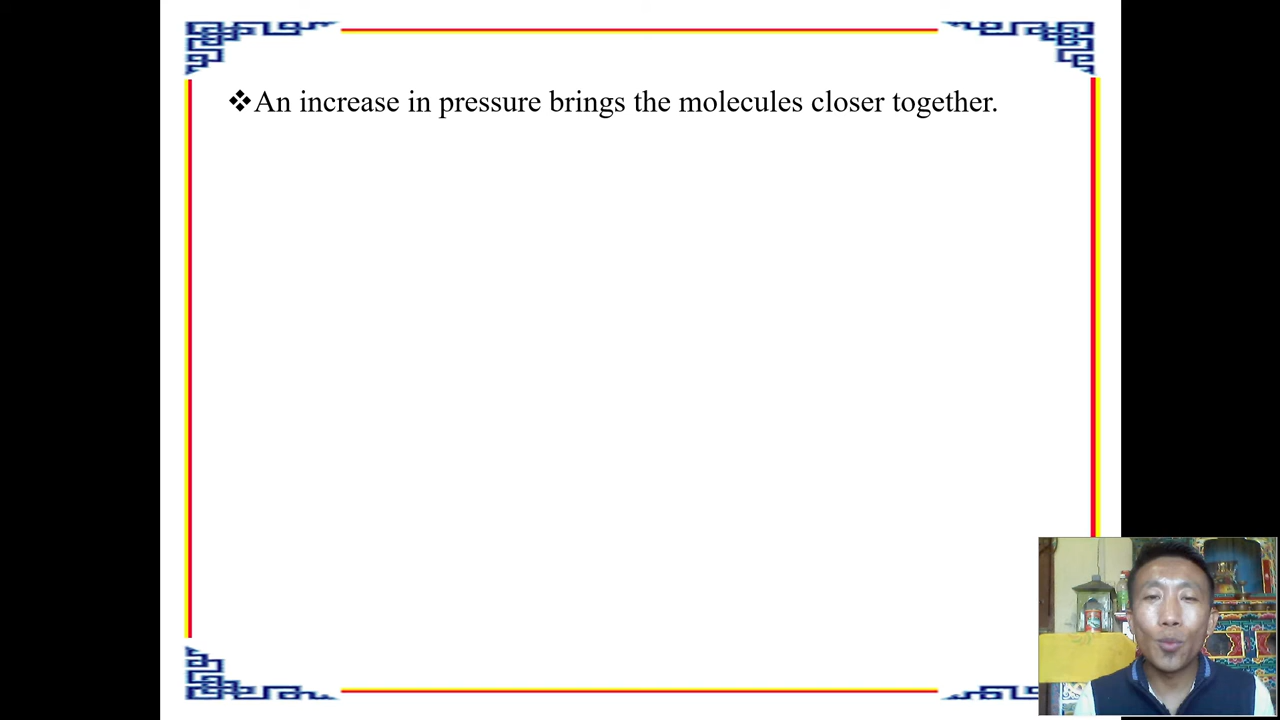 ❖An increase in pressure brings the molecules closer together.